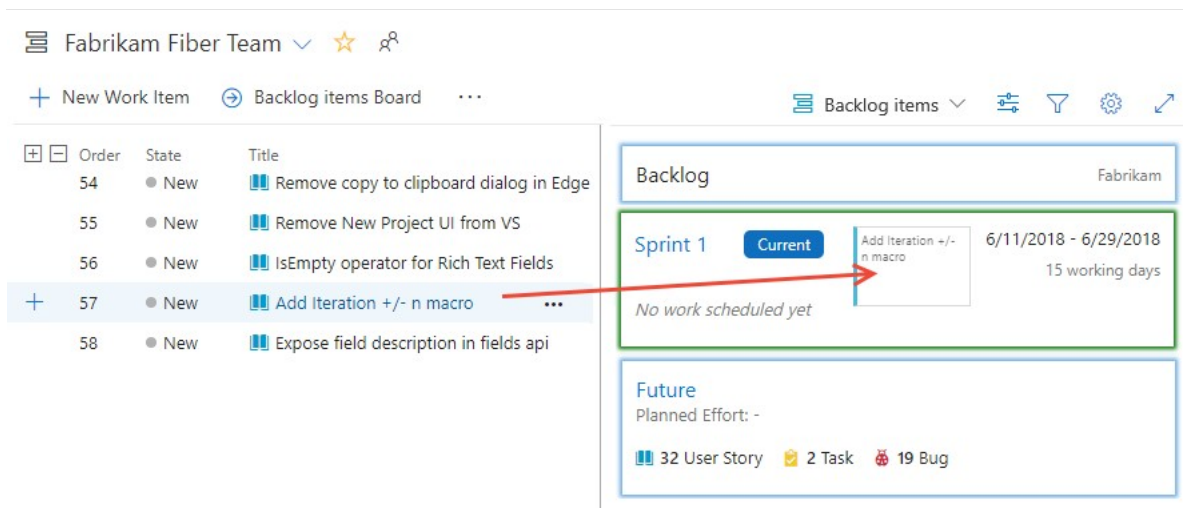 Fabrikam Fiber Team
New Work Item Backlog items Board ...
Backlog items
Order State Title
54 New Remove copy to clipboard dialog in Edge
55 New Remove New Project UI from VS
56 New IsEmpty operator for Rich Text Fields
57 New Add Iteration +/- n macro ...
58 New Expose field description in fields api
Backlog Fabrikam
Sprint 1 Current 6/11/2018 - 6/29/2018
Add Iteration +/-
n macro
15 working days
No work scheduled yet
Future
Planned Effort: -
32 User Story 2 Task 19 Bug